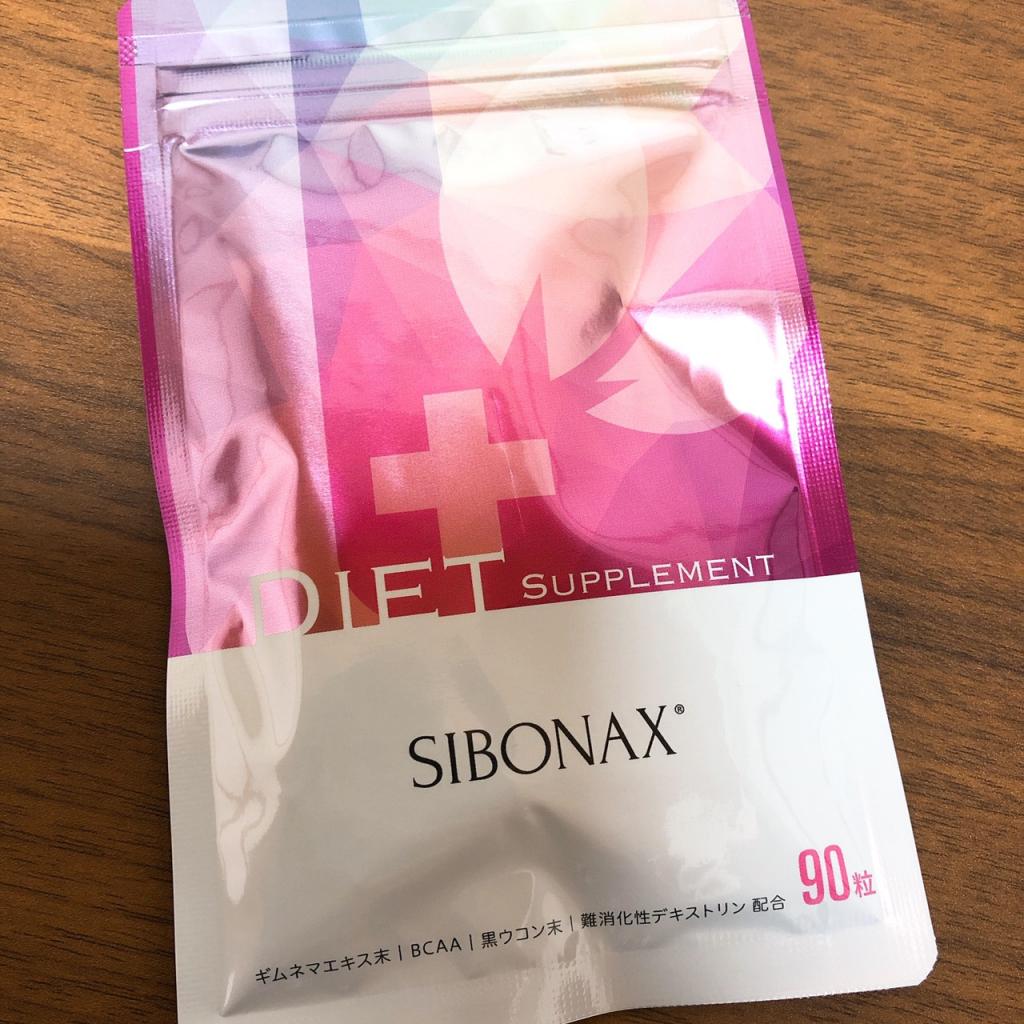 DIET SUPPLEMENT
SIBONAX®
90粒
ギムネマエキス末 | BCAA | 黒ウコン末 | 難消化性デキストリン 配合